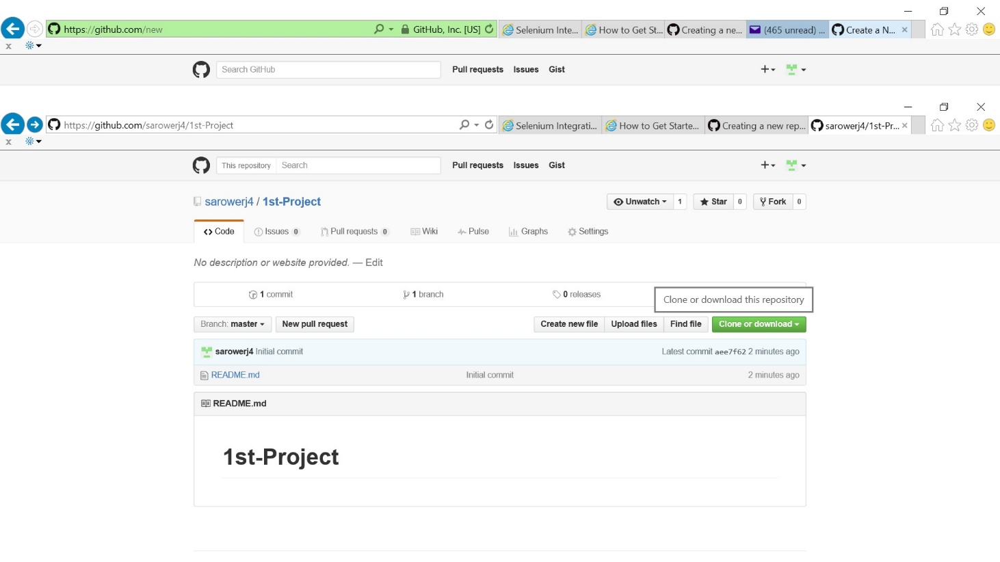 https://github.com/new GitHub, Inc. [US] Selenium Inte... How to Get St... Creating a ne... (465 unread) ... Create a N... ×
x
Search GitHub Pull requests Issues Gist
https://github.com/sarowerj4/1st-Project Selenium Integrati... How to Get Starte... Creating a new rep... sarowerj4/1st-Pr... ×
x
This repository Search Pull requests Issues Gist
sarowerj4 / 1st-Project Unwatch 1 Star 0 Fork 0
Code Issues 0 Pull requests 0 Wiki Pulse Graphs Settings
No description or website provided. — Edit
1 commit 1 branch 0 releases
Clone or download this repository
Branch: master New pull request Create new file Upload files Find file Clone or download
sarowerj4 Initial commit Latest commit aee7f62 2 minutes ago
README.md Initial commit 2 minutes ago
README.md
1st-Project